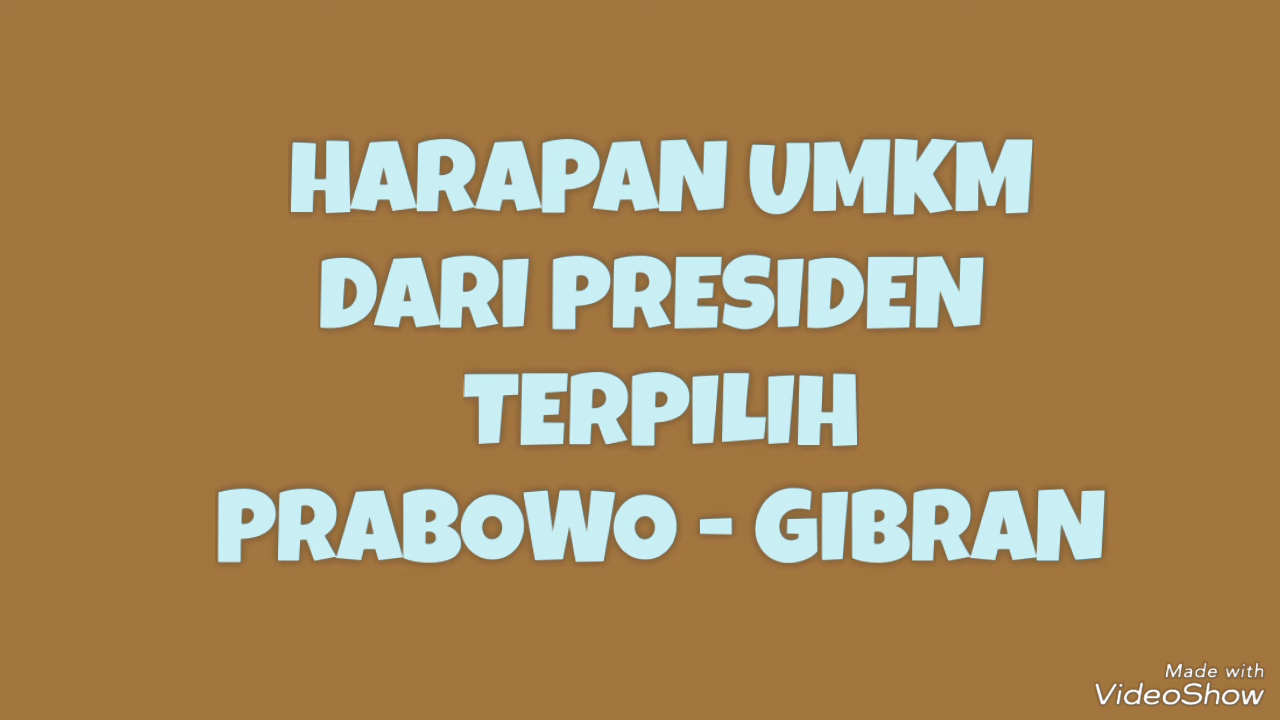 HARAPAN UMKM
DARI PRESIDEN
TERPILIH
PRABOWO - GIBRAN
Made with
VideoShow